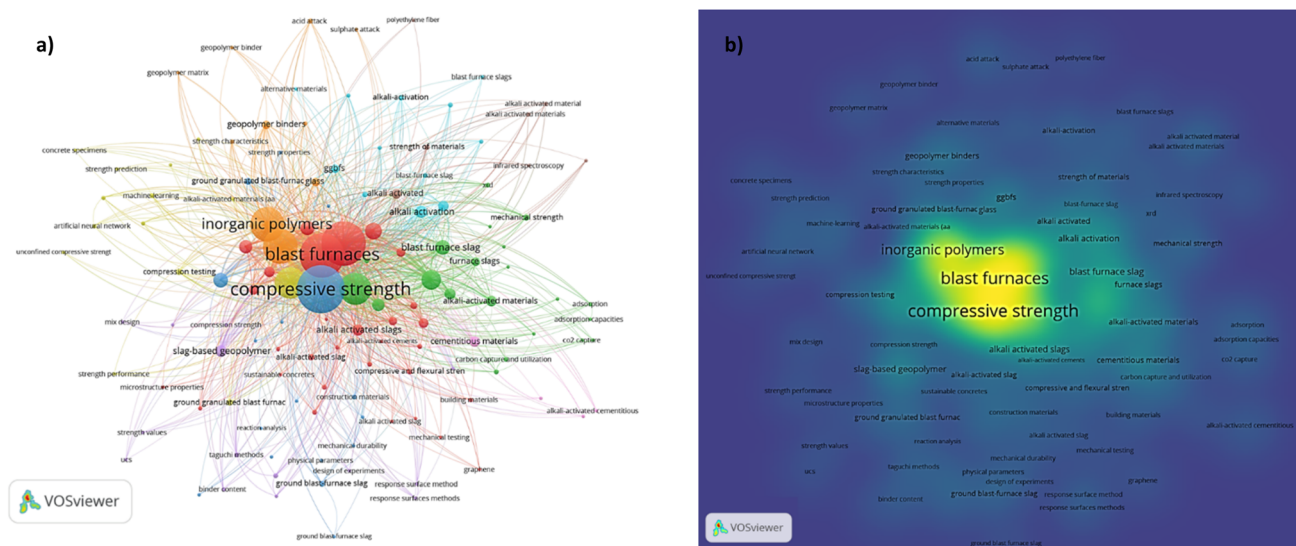 a)
acid attack
polyethylene fiber
sulphate attack
geopolymer binder
geopolymer matrix
blast furnace slags
alternative materials
alkali-activation
alkali activated material
alkali activated materials
geopolymer binders
strength characteristics
strength of materials
concrete specimens
strength properties
infrared spectroscopy
strength prediction
ggbfs
blast-furnace slag
ground granulated blast-furnac glass
xrd
machine-learning
alkali-activated materials (aa
alkali activated
alkali activation
mechanical strength
artificial neural network
inorganic polymers
blast furnaces
blast furnace slag
unconfined compressive strengt
furnace slags
compression testing
compressive strength
alkali-activated materials
adsorption
adsorption capacities
mix design
compression strength
alkali activated slags
alkali-activated cements
cementitious materials
co2 capture
slag-based geopolymer
alkali-activated slag
carbon capture and utilization
strength performance
sustainable concretes
compressive and flexural stren
microstructure properties
ground granulated blast furnac
construction materials
building materials
alkali-activated cementitious
strength values
reaction analysis
alkali activated slag
mechanical testing
mechanical durability
ucs
taguchi methods
physical parameters
graphene
design of experiments
binder content
ground blast-furnace slag
response surface method
response surfaces methods
ground blast furnace slag
VOSviewer
b)
acid attack
polyethylene fiber
sulphate attack
geopolymer binder
geopolymer matrix
blast furnace slags
alternative materials
alkali-activation
alkali activated material
alkali activated materials
geopolymer binders
strength characteristics
strength of materials
concrete specimens
strength properties
infrared spectroscopy
strength prediction
ggbfs
blast-furnace slag
ground granulated blast-furnac glass
xrd
machine-learning
alkali-activated materials (aa
alkali activated
alkali activation
mechanical strength
artificial neural network
inorganic polymers
blast furnaces
blast furnace slag
unconfined compressive strengt
furnace slags
compression testing
compressive strength
alkali-activated materials
adsorption
adsorption capacities
mix design
compression strength
alkali activated slags
alkali-activated cements
cementitious materials
co2 capture
slag-based geopolymer
alkali-activated slag
carbon capture and utilization
strength performance
sustainable concretes
compressive and flexural stren
microstructure properties
ground granulated blast furnac
construction materials
building materials
alkali-activated cementitious
strength values
reaction analysis
alkali activated slag
mechanical testing
mechanical durability
ucs
taguchi methods
physical parameters
graphene
design of experiments
binder content
ground blast-furnace slag
response surface method
response surfaces methods
ground blast furnace slag
VOSviewer